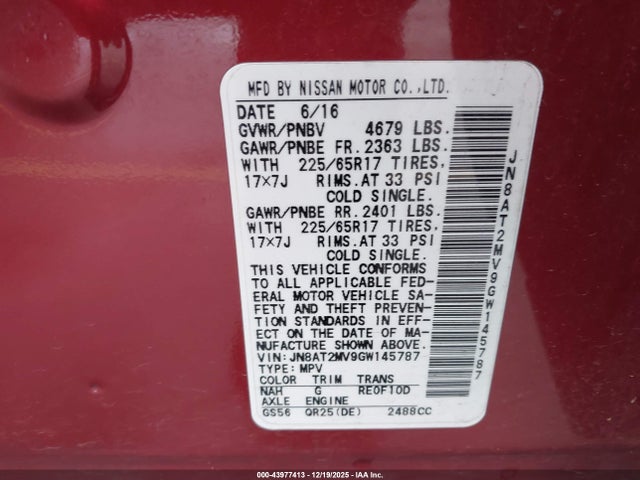 MFD BY NISSAN MOTOR CO.,LTD.
DATE 6/16
GVWR/PNBV 4679 LBS.
GAWR/PNBE FR. 2363 LBS.
WITH 225/65R17 TIRES,
17×7J RIMS.AT 33 PSI
COLD SINGLE.
GAWR/PNBE RR. 2401 LBS.
WITH 225/65R17 TIRES,
17×7J RIMS.AT 33 PSI
COLD SINGLE.
THIS VEHICLE CONFORMS
TO ALL APPLICABLE FED-
ERAL MOTOR VEHICLE SA-
FETY AND THEFT PREVEN-
TION STANDARDS IN EFF-
ECT ON THE DATE OF MA-
NUFACTURE SHOWN ABOVE.
VIN: JN8AT2MV9GW145787
TYPE: MPV
COLOR TRIM TRANS
NAH G RE0F10D
AXLE ENGINE
GS56 QR25(DE) 2488CC
JN8AT2MV9GW145787
000-43977413 - 12/19/2025 - IAA Inc.